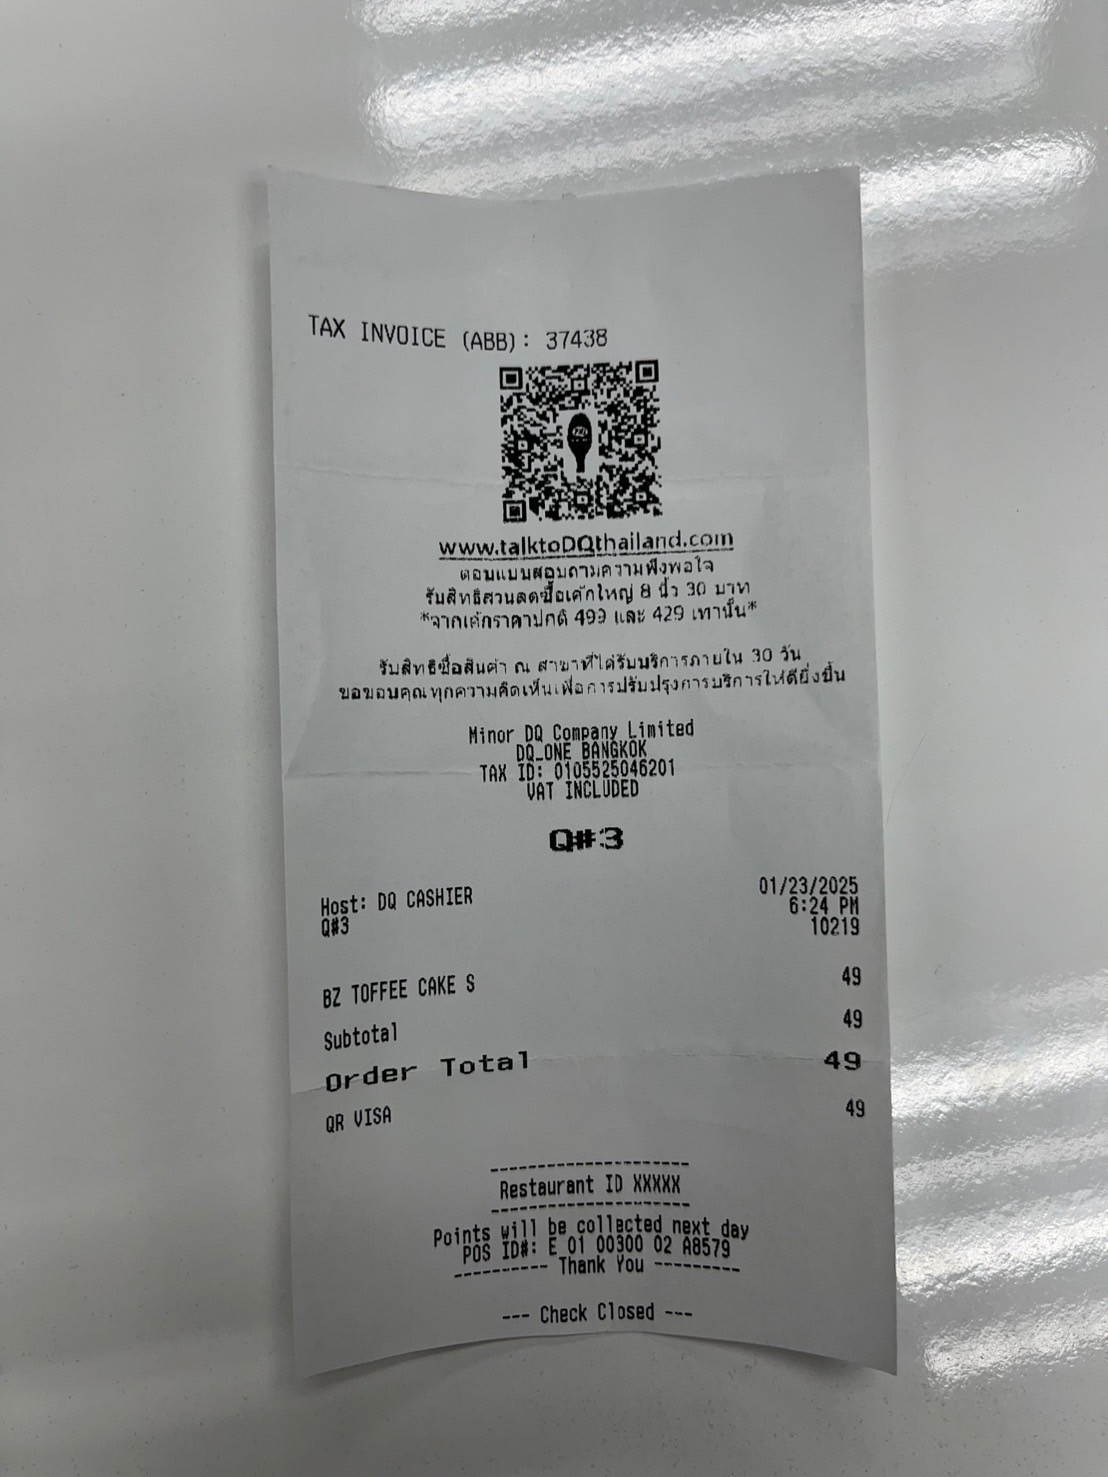 TAX INVOICE (ABB): 37438
www.talktoDQthailand.com
ตอบแบบสอบถามความพึงพอใจ
รับสิทธิส่วนลดซื้อเค้กใหญ่ 8 นิ้ว 30 บาท
*จากเค้กราคาปกติ 499 และ 429 เท่านั้น*
รับสิทธิซื้อสินค้า ณ สาขาที่ได้รับบริการภายใน 30 วัน
ขอขอบคุณทุกความคิดเห็นเพื่อการปรับปรุงการบริการให้ดียิ่งขึ้น
Minor DQ Company Limited
DQ_ONE BANGKOK
TAX ID: 0105525046201
VAT INCLUDED
Q#3
Host: DQ CASHIER 01/23/2025
6:24 PM
Q#3 10219
BZ TOFFEE CAKE S 49
Subtotal 49
Order Total 49
QR VISA 49
---------------------
Restaurant ID XXXXX
---------------------
Points will be collected next day
POS ID#: E 01 00300 02 A8579
---------- Thank You ---------
--- Check Closed ---